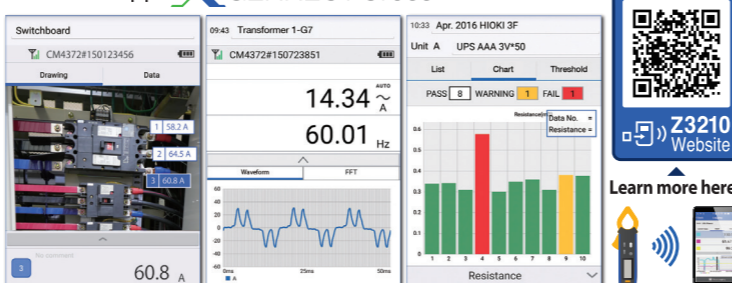 Switchboard
CM4372#150123456
Drawing
Data
1 58.2 A
2 64.5 A
3 60.8 A
No comment
3
60.8 A
09:43 Transformer 1-G7
CM4372#150723851
14.34 AUTO ~ A
60.01 Hz
Waveform
FFT
60
40
20
0
-20
-40
-60
0ms
25ms
50ms
A
10:33 Apr. 2016 HIOKI 3F
Unit A UPS AAA 3V*50
List
Chart
Threshold
PASS 8 WARNING 1 FAIL 1
Data No. =
Resistance =
0.6
0.5
0.4
0.3
0.2
0.1
0
1 2 3 4 5 6 7 8 9 10
Resistance
Z3210
Website
Learn more here